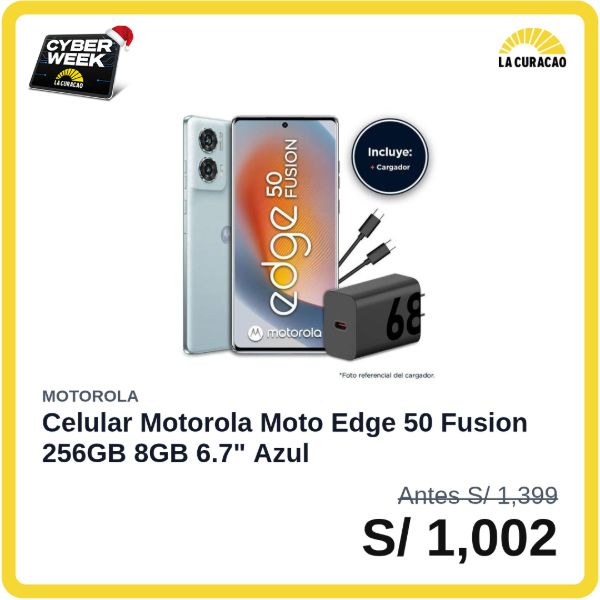 CYBER
WEEK
LA CURACAO
LA CURACAO
Incluye:
+ Cargador
edge 50
FUSION
motorola
68
*Foto referencial del cargador.
MOTOROLA
Celular Motorola Moto Edge 50 Fusion
256GB 8GB 6.7" Azul
Antes S/ 1,399
S/ 1,002